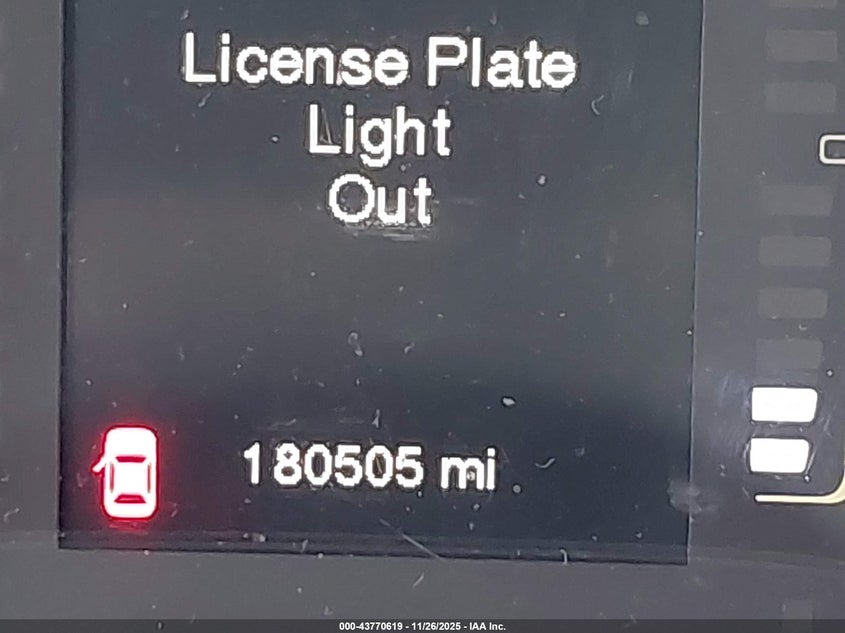 License Plate
Light
Out
180505 mi
000-43770619 - 11/26/2025 - IAA Inc.